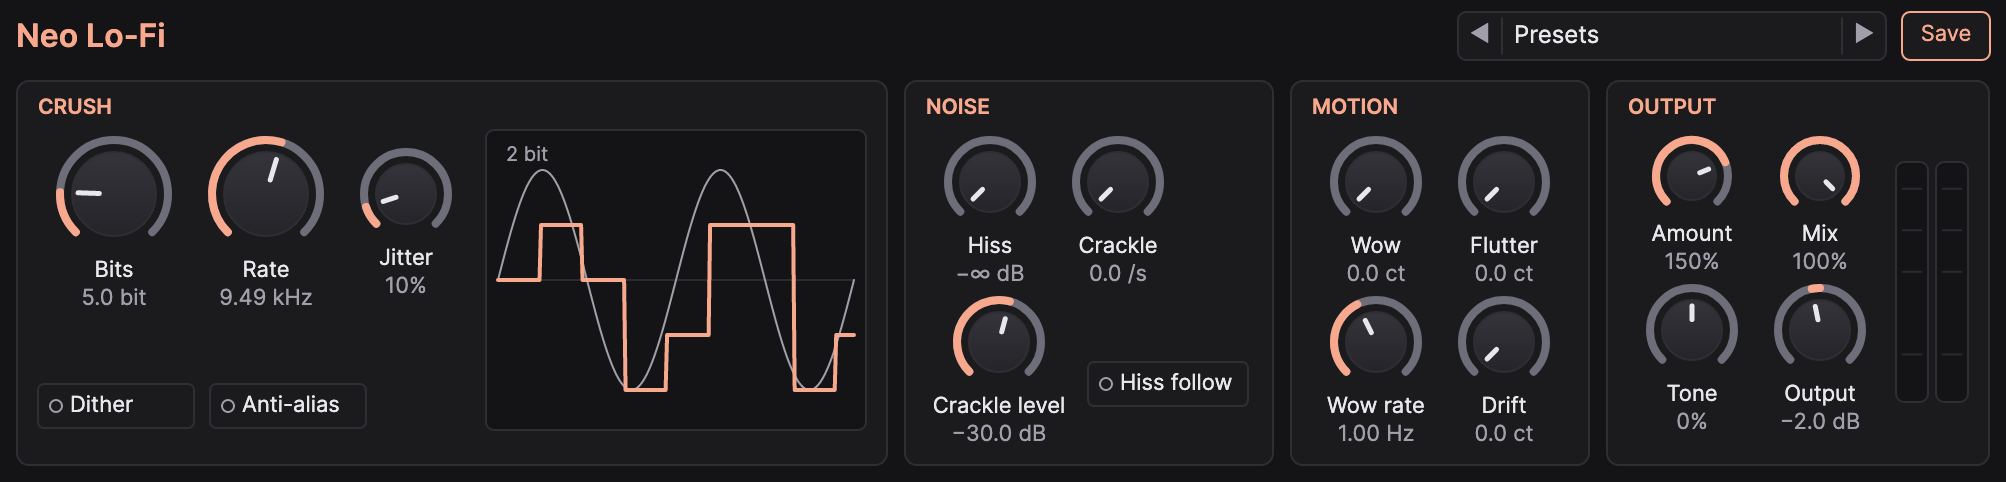 Neo Lo-Fi
Presets
Save
CRUSH
Bits
5.0 bit
Rate
9.49 kHz
Jitter
10%
Dither
Anti-alias
2 bit
NOISE
Hiss
−∞ dB
Crackle
0.0 /s
Crackle level
−30.0 dB
Hiss follow
MOTION
Wow
0.0 ct
Flutter
0.0 ct
Wow rate
1.00 Hz
Drift
0.0 ct
OUTPUT
Amount
150%
Mix
100%
Tone
0%
Output
−2.0 dB